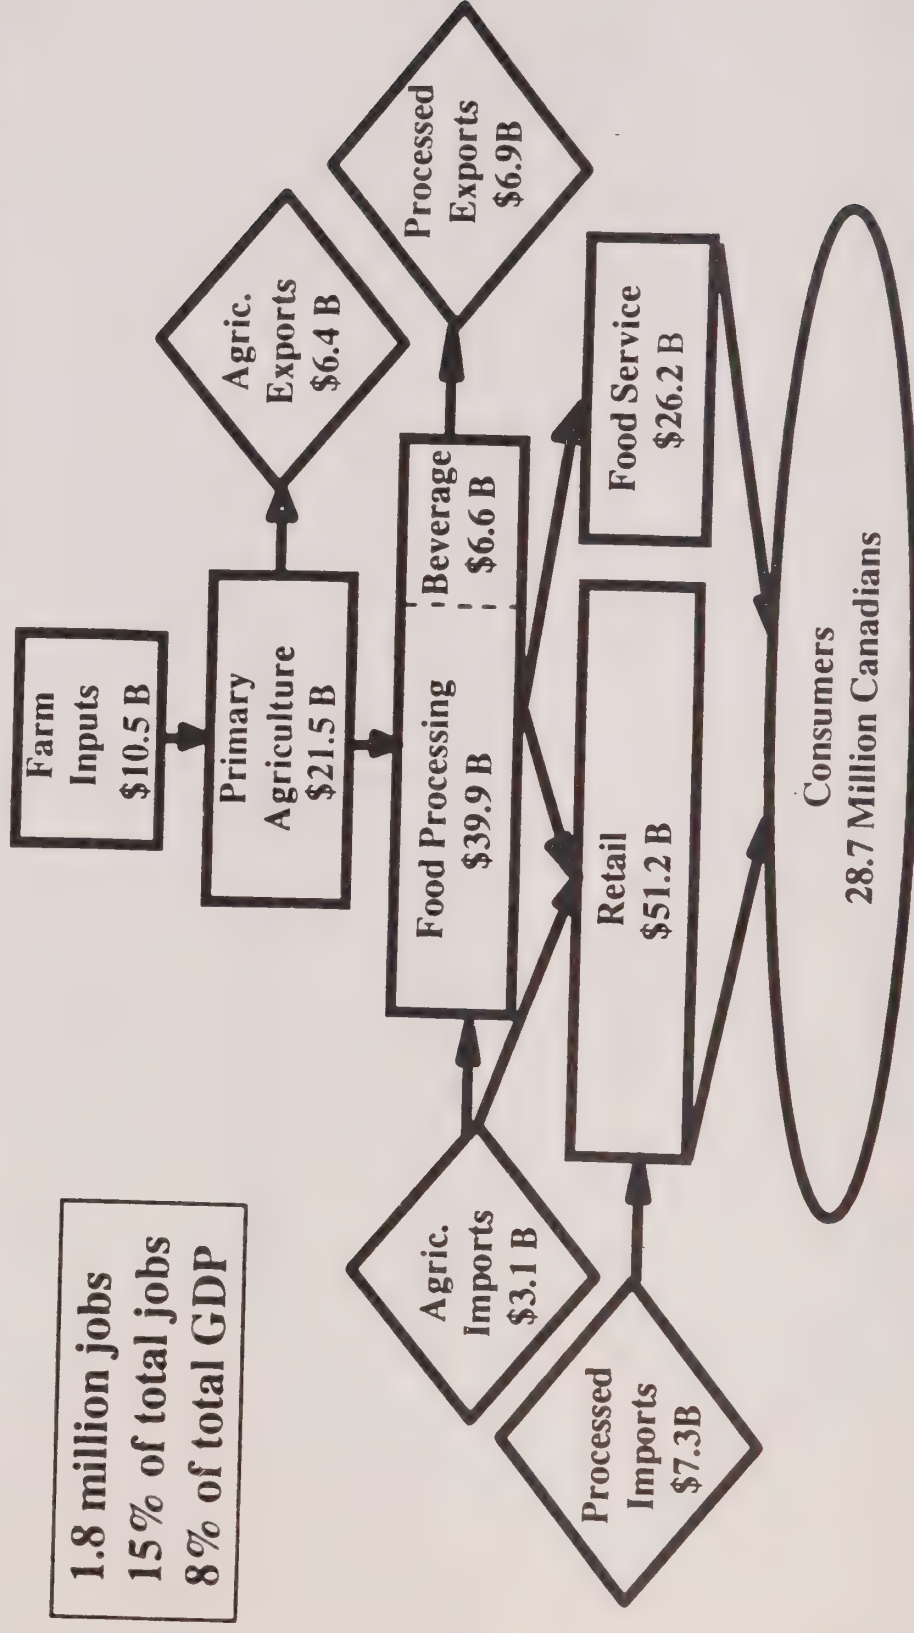 1.8 million jobs
15% of total jobs
8% of total GDP
Farm
Inputs
$10.5 B
Primary
Agriculture
$21.5 B
Agric.
Exports
$6.4 B
Food Processing
$39.9 B
Beverage
$6.6 B
Processed
Exports
$6.9B
Agric.
Imports
$3.1 B
Processed
Imports
$7.3B
Retail
$51.2 B
Food Service
$26.2 B
Consumers
28.7 Million Canadians